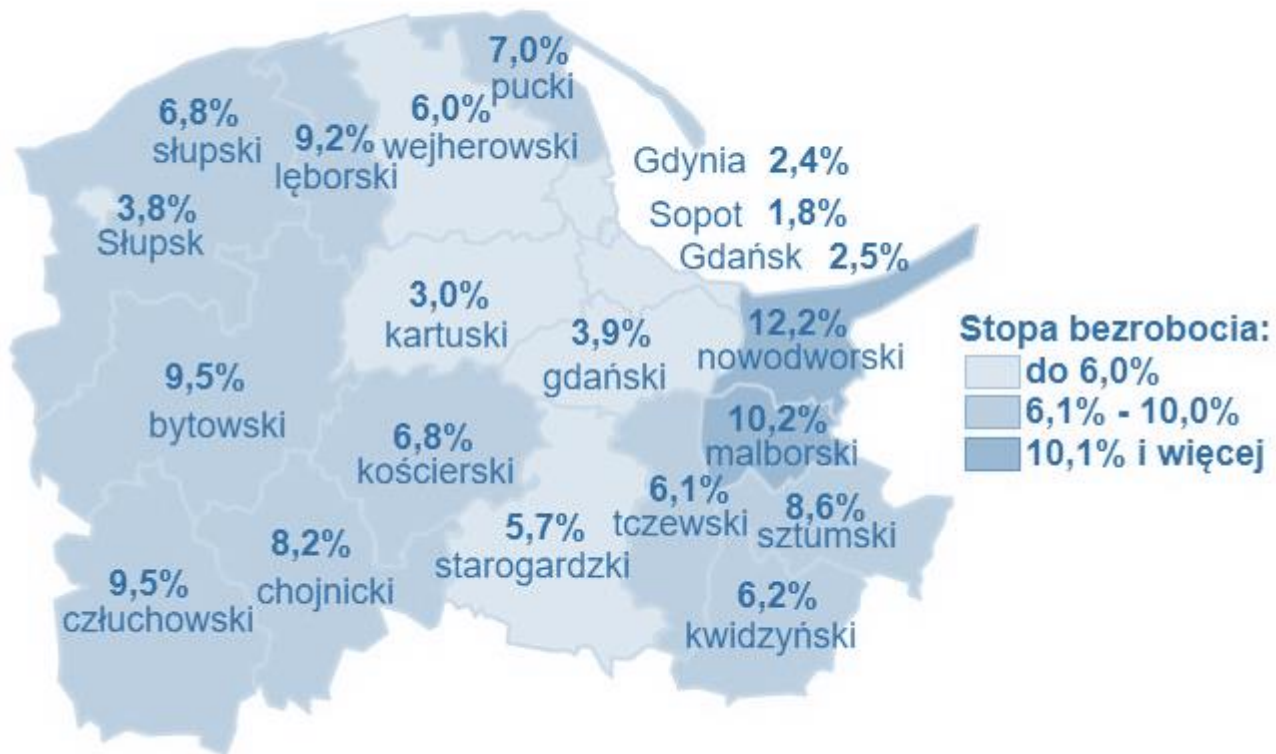 7,0%
pucki
6,8%
słupski
9,2%
lęborski
6,0%
wejherowski
Gdynia 2,4%
3,8%
Słupsk
Sopot 1,8%
Gdańsk 2,5%
3,0%
kartuski
3,9%
gdański
12,2%
nowodworski
9,5%
bytowski
6,8%
kościerski
10,2%
malborski
6,1%
tczewski
8,6%
sztumski
5,7%
starogardzki
8,2%
chojnicki
9,5%
człuchowski
6,2%
kwidzyński
Stopa bezrobocia:
do 6,0%
6,1% - 10,0%
10,1% i więcej